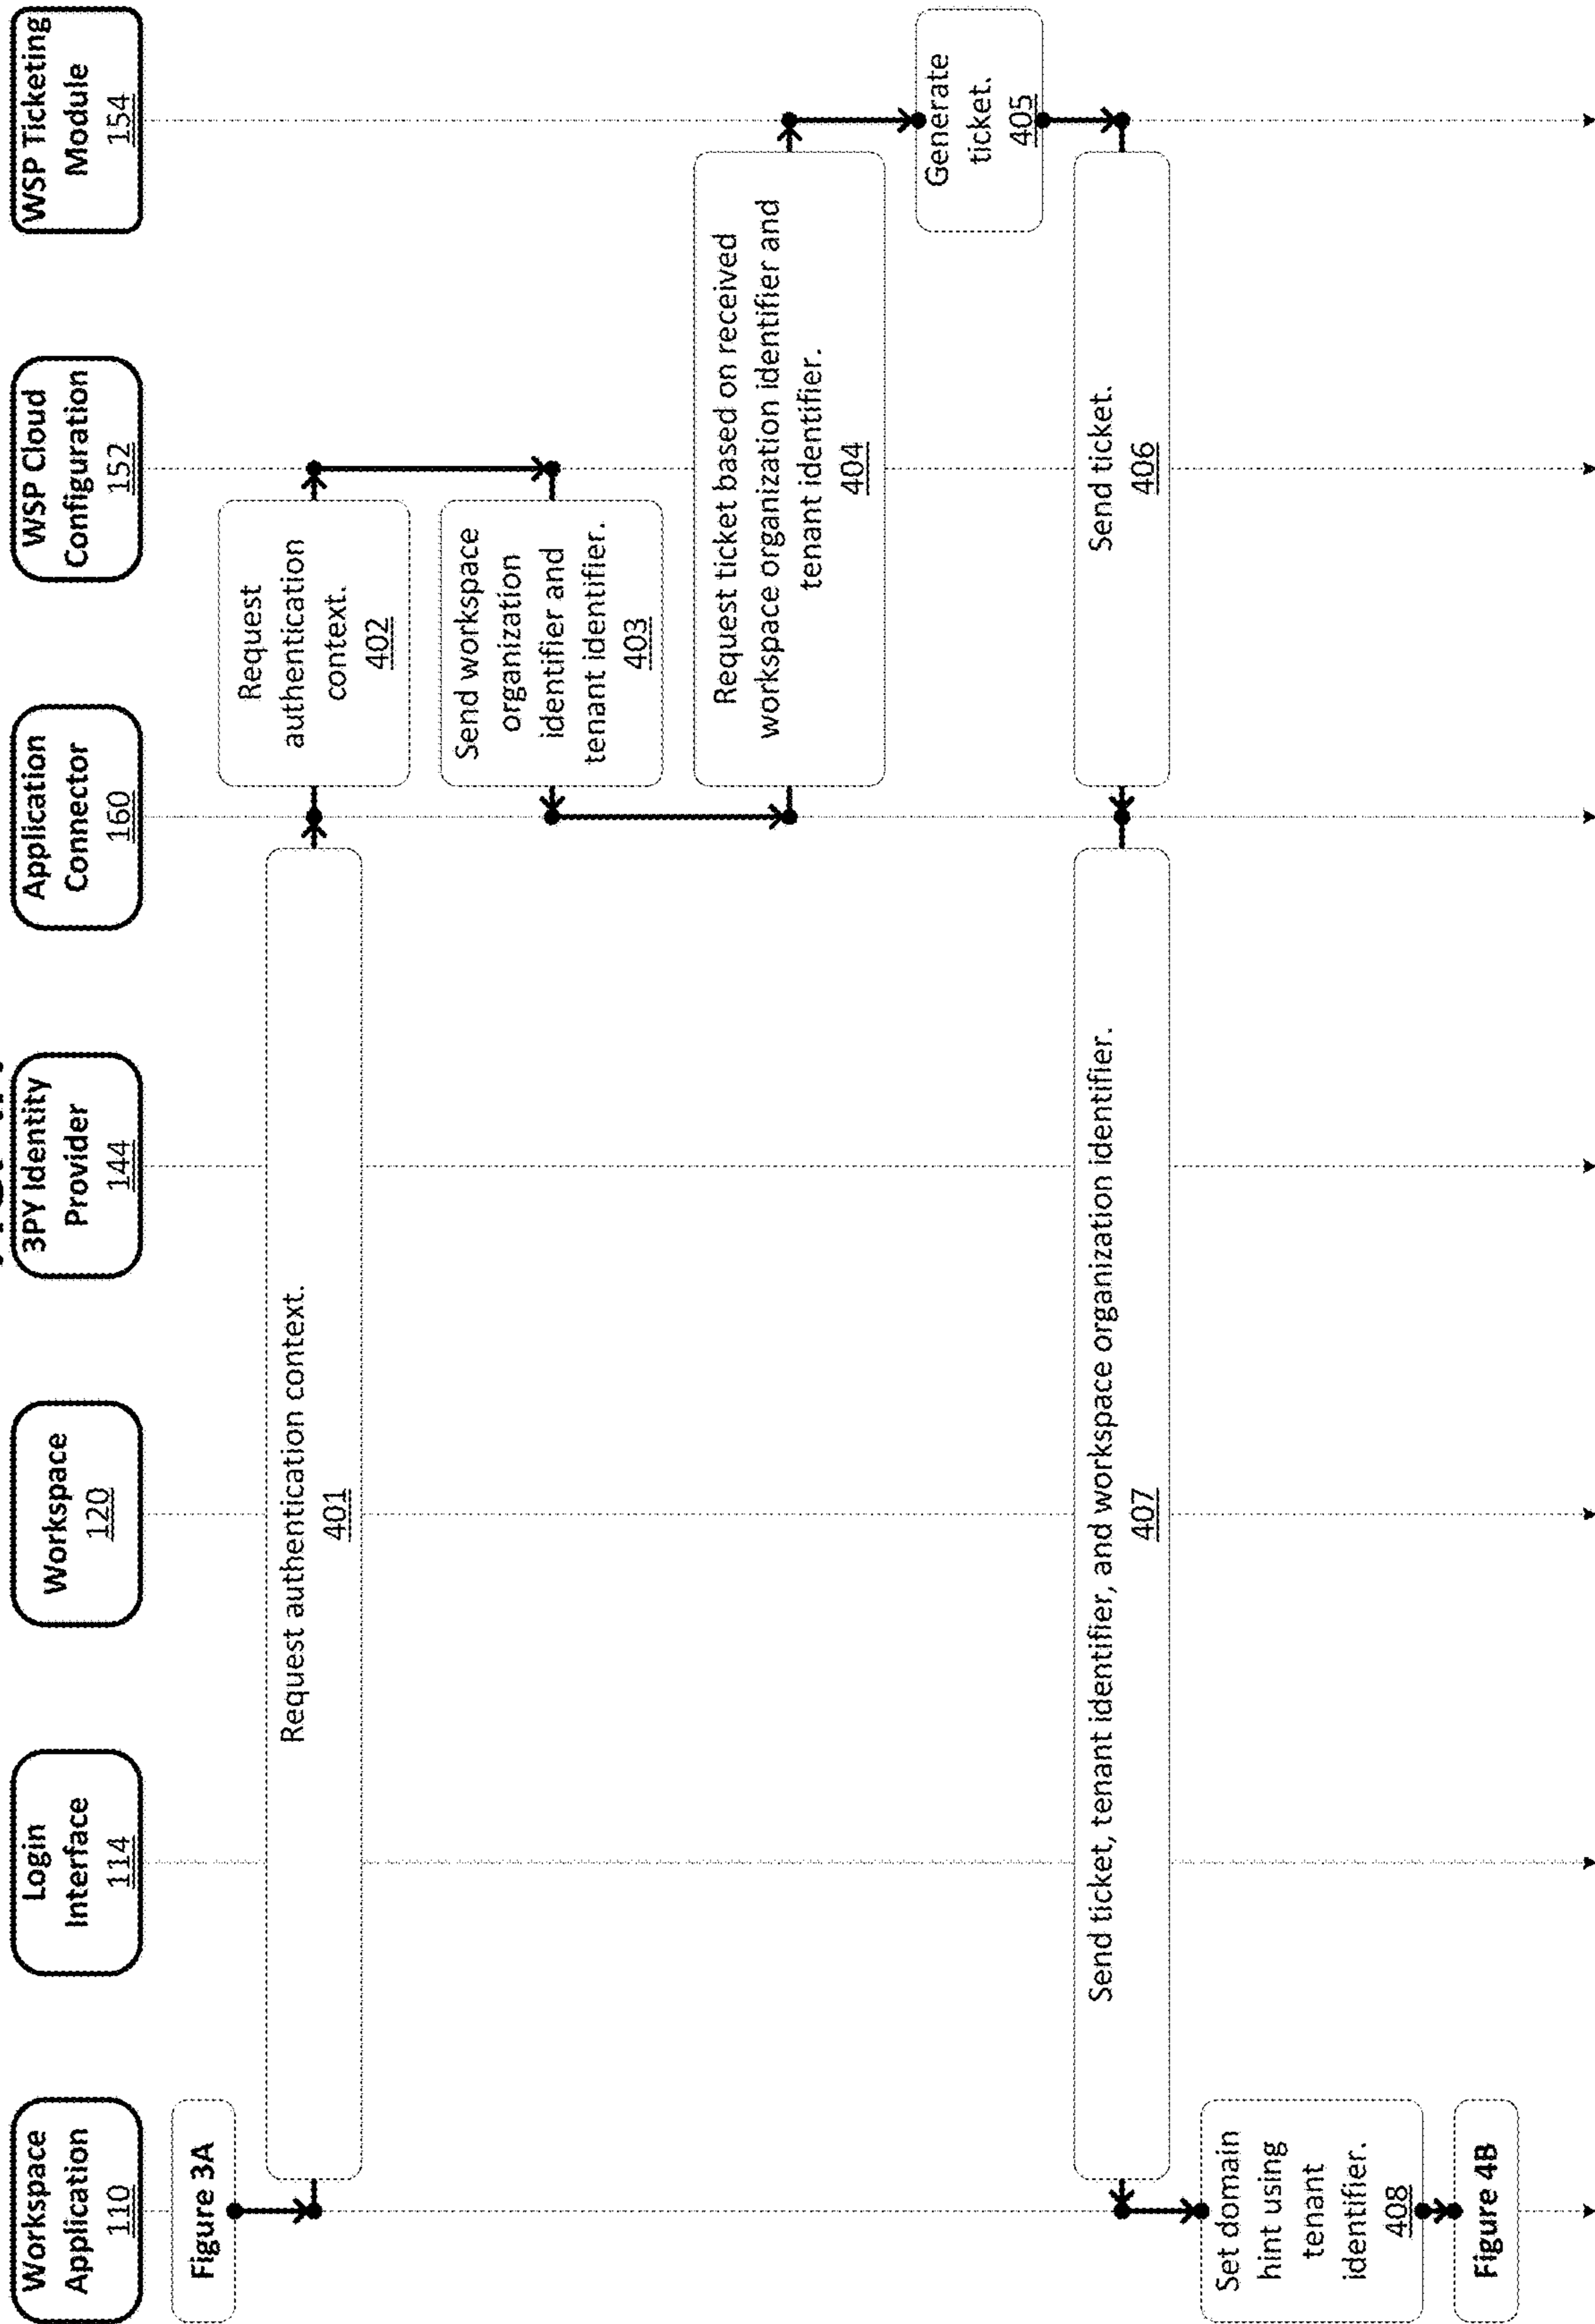 Workspace
Application
110
Login
Interface
114
Workspace
120
3PY Identity
Provider
144
Application
Connector
160
WSP Cloud
Configuration
152
WSP Ticketing
Module
154
Figure 3A
Request authentication context.
401
Request
authentication
context.
402
Send workspace
organization
identifier and
tenant identifier.
403
Request ticket based on received
workspace organization identifier and
tenant identifier.
404
Generate
ticket.
405
Send ticket.
406
Send ticket, tenant identifier, and workspace organization identifier.
407
Set domain
hint using
tenant
identifier.
408
Figure 4B